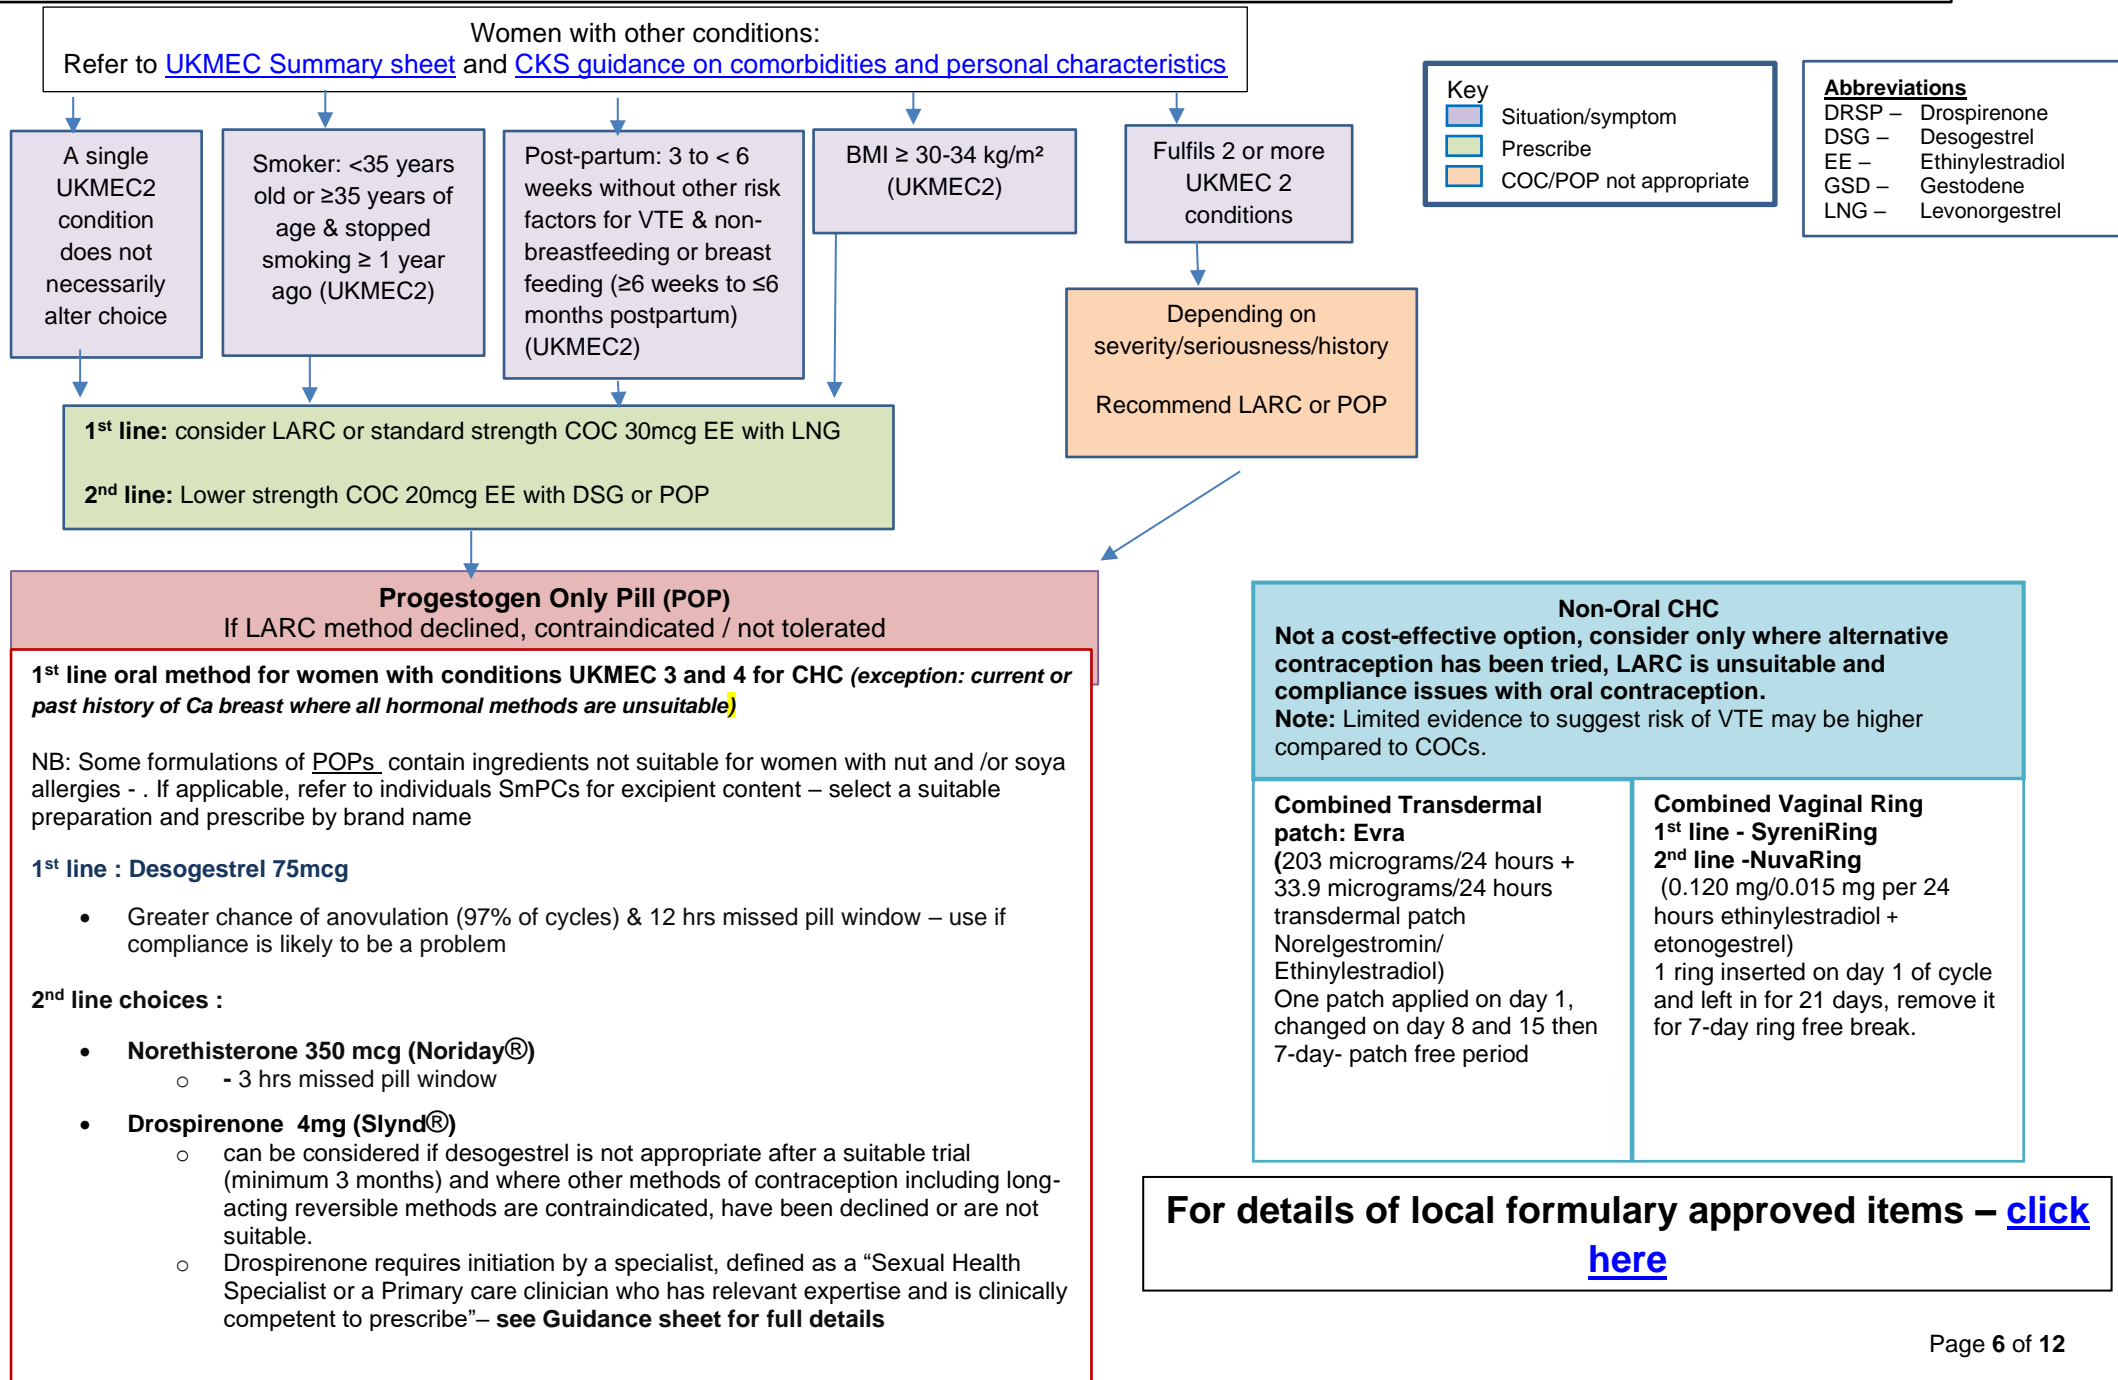 Women with other conditions:
Refer to UKMEC Summary sheet and CKS guidance on comorbidities and personal characteristics
Key
Situation/symptom
Prescribe
COC/POP not appropriate
Abbreviations
DRSP – Drospirenone
DSG – Desogestrel
EE – Ethinylestradiol
GSD – Gestodene
LNG – Levonorgestrel
A single
UKMEC2
condition
does not
necessarily
alter choice
Smoker: <35 years
old or ≥35 years of
age & stopped
smoking ≥ 1 year
ago (UKMEC2)
Post-partum: 3 to < 6
weeks without other risk
factors for VTE & non-
breastfeeding or breast
feeding (≥6 weeks to ≤6
months postpartum)
(UKMEC2)
BMI ≥ 30-34 kg/m²
(UKMEC2)
Fulfils 2 or more
UKMEC 2
conditions
Depending on
severity/seriousness/history
Recommend LARC or POP
1st line: consider LARC or standard strength COC 30mcg EE with LNG
2nd line: Lower strength COC 20mcg EE with DSG or POP
Progestogen Only Pill (POP)
If LARC method declined, contraindicated / not tolerated
1st line oral method for women with conditions UKMEC 3 and 4 for CHC (exception: current or
past history of Ca breast where all hormonal methods are unsuitable)
NB: Some formulations of POPs contain ingredients not suitable for women with nut and /or soya
allergies - . If applicable, refer to individuals SmPCs for excipient content – select a suitable
preparation and prescribe by brand name
1st line : Desogestrel 75mcg
• Greater chance of anovulation (97% of cycles) & 12 hrs missed pill window – use if
compliance is likely to be a problem
2nd line choices :
• Norethisterone 350 mcg (Noriday®)
o - 3 hrs missed pill window
• Drospirenone 4mg (Slynd®)
o can be considered if desogestrel is not appropriate after a suitable trial
(minimum 3 months) and where other methods of contraception including long-
acting reversible methods are contraindicated, have been declined or are not
suitable.
o Drospirenone requires initiation by a specialist, defined as a “Sexual Health
Specialist or a Primary care clinician who has relevant expertise and is clinically
competent to prescribe”– see Guidance sheet for full details
Non-Oral CHC
Not a cost-effective option, consider only where alternative
contraception has been tried, LARC is unsuitable and
compliance issues with oral contraception.
Note: Limited evidence to suggest risk of VTE may be higher
compared to COCs.
Combined Transdermal
patch: Evra
(203 micrograms/24 hours +
33.9 micrograms/24 hours
transdermal patch
Norelgestromin/
Ethinylestradiol)
One patch applied on day 1,
changed on day 8 and 15 then
7-day- patch free period
Combined Vaginal Ring
1st line - SyreniRing
2nd line -NuvaRing
(0.120 mg/0.015 mg per 24
hours ethinylestradiol +
etonogestrel)
1 ring inserted on day 1 of cycle
and left in for 21 days, remove it
for 7-day ring free break.
For details of local formulary approved items – click
here
Page 6 of 12